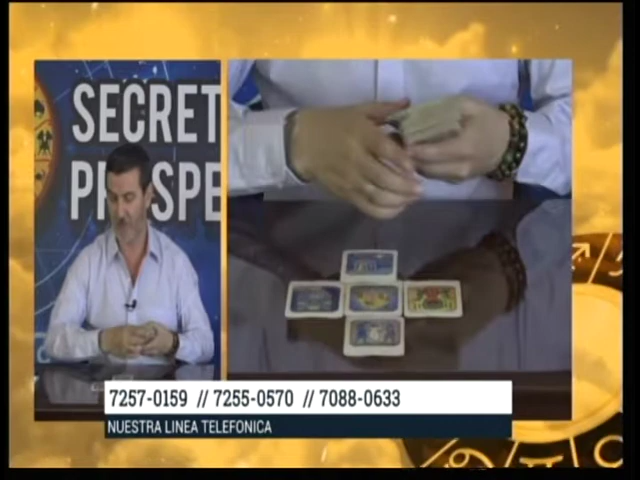 SECRET
PROSPE
7257-0159 // 7255-0570 // 7088-0633
NUESTRA LINEA TELEFONICA